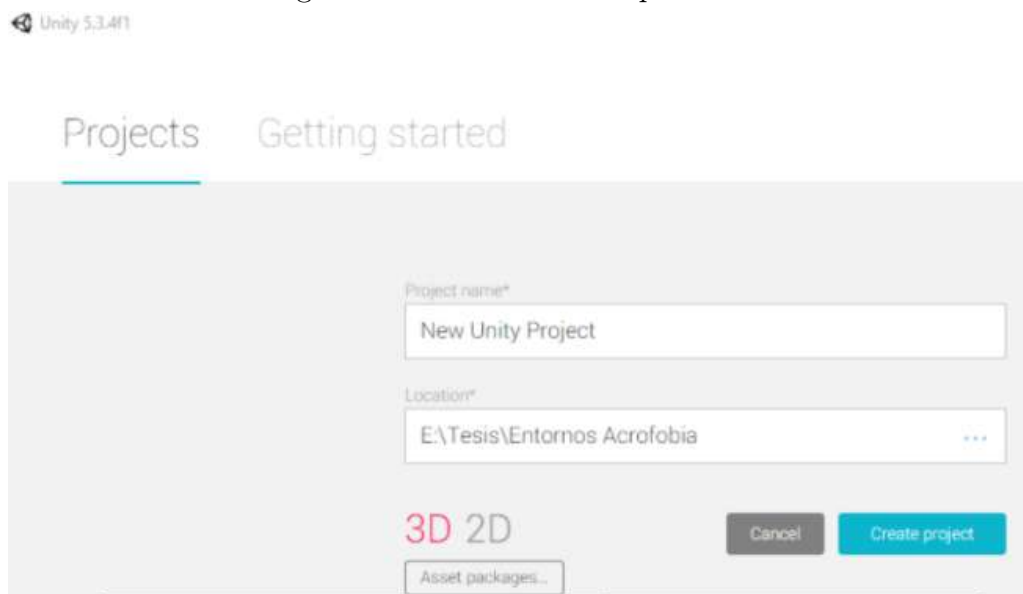 Unity 5.3.4f1
Projects Getting started
Project name*
New Unity Project
Location*
E:\Tesis\Entornos Acrofobia ...
3D 2D Cancel Create project
Asset packages...